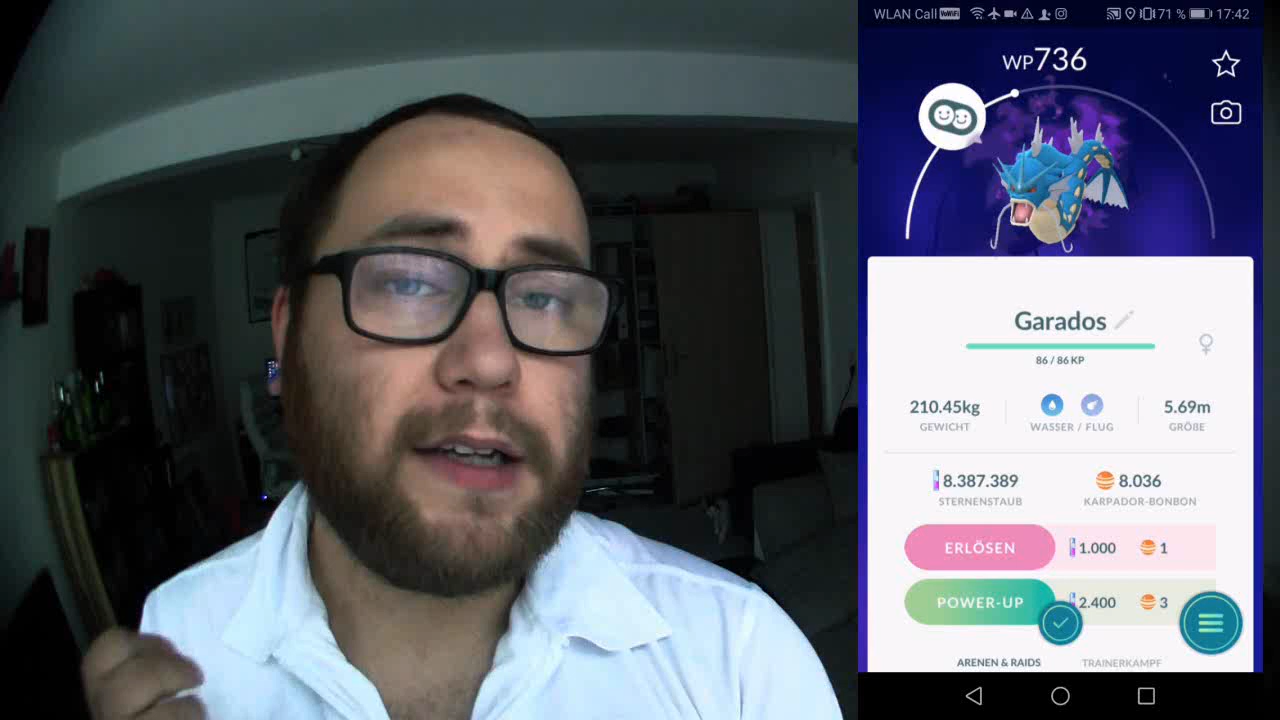 WLAN Call VoWiFi 71 % 17:42
WP736
Garados
86 / 86 KP
210.45kg
GEWICHT
WASSER / FLUG
5.69m
GRÖßE
8.387.389
STERNENSTAUB
8.036
KARPADOR-BONBON
ERLÖSEN 1.000 1
POWER-UP 2.400 3
ARENEN & RAIDS TRAINERKAMPF